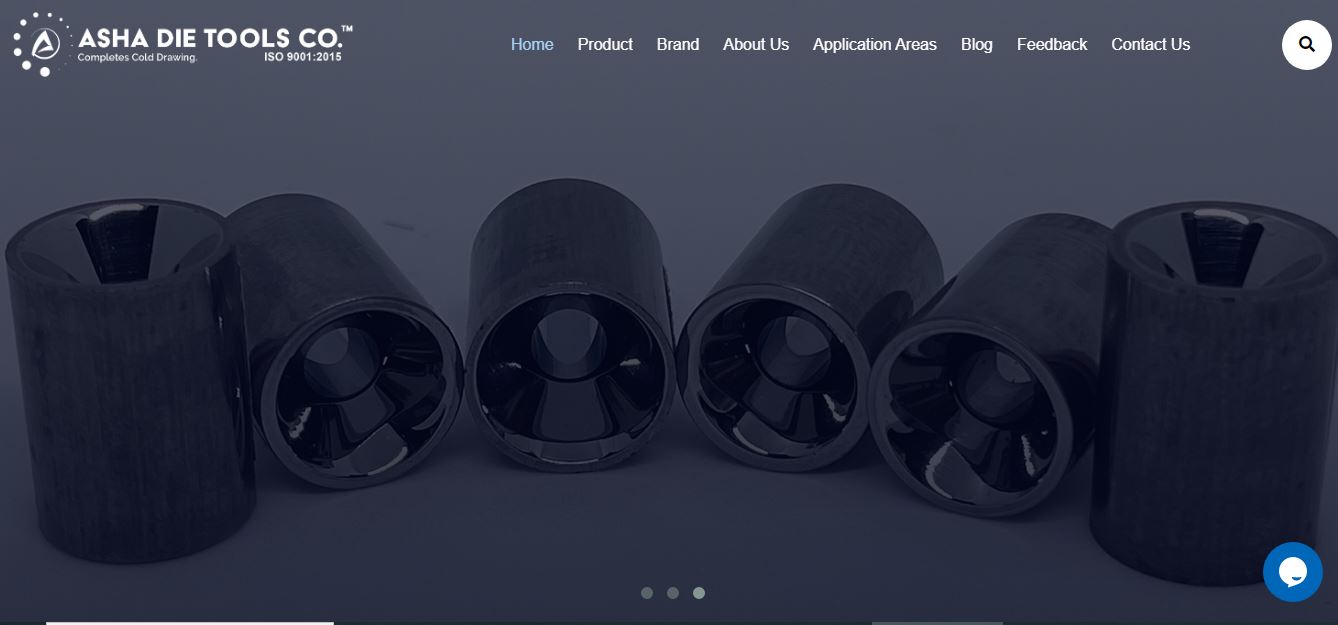 ASHA DIE TOOLS CO.™
Completes Cold Drawing. ISO 9001:2015
Home Product Brand About Us Application Areas Blog Feedback Contact Us